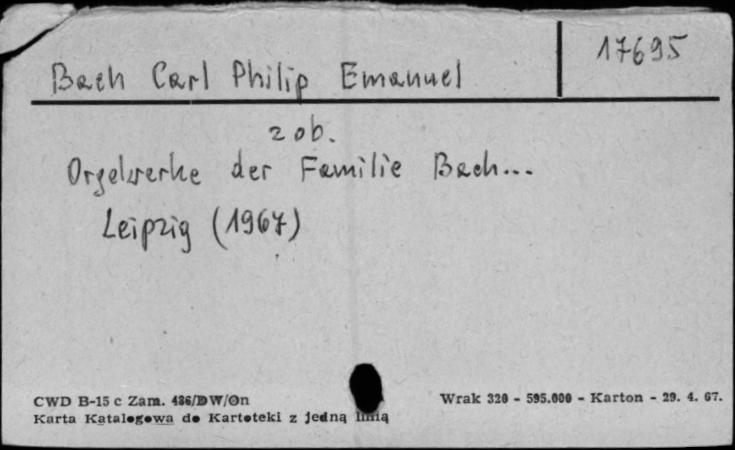 Bach Carl Philip Emanuel
17695
zob.
Orgelwerke der Familie Bach...
Leipzig (1967)
CWD B-15 c Zam. 486/DW/On
Wrak 320 - 595.000 - Karton - 29. 4. 67.
Karta Katalogowa do Kartoteki z jedną linią